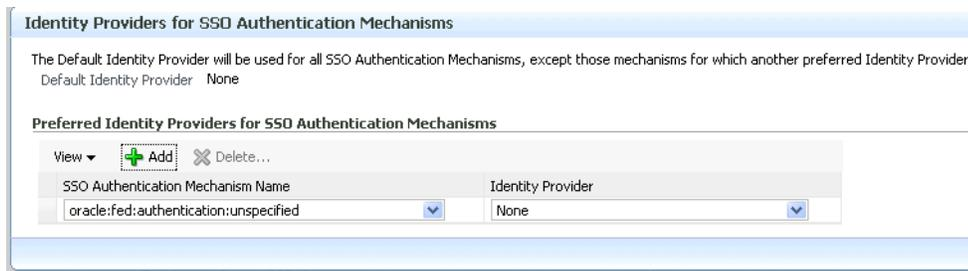 Identity Providers for SSO Authentication Mechanisms
The Default Identity Provider will be used for all SSO Authentication Mechanisms, except those mechanisms for which another preferred Identity Provider
Default Identity Provider None
Preferred Identity Providers for SSO Authentication Mechanisms
View Add Delete...
SSO Authentication Mechanism Name Identity Provider
oracle:fed:authentication:unspecified None